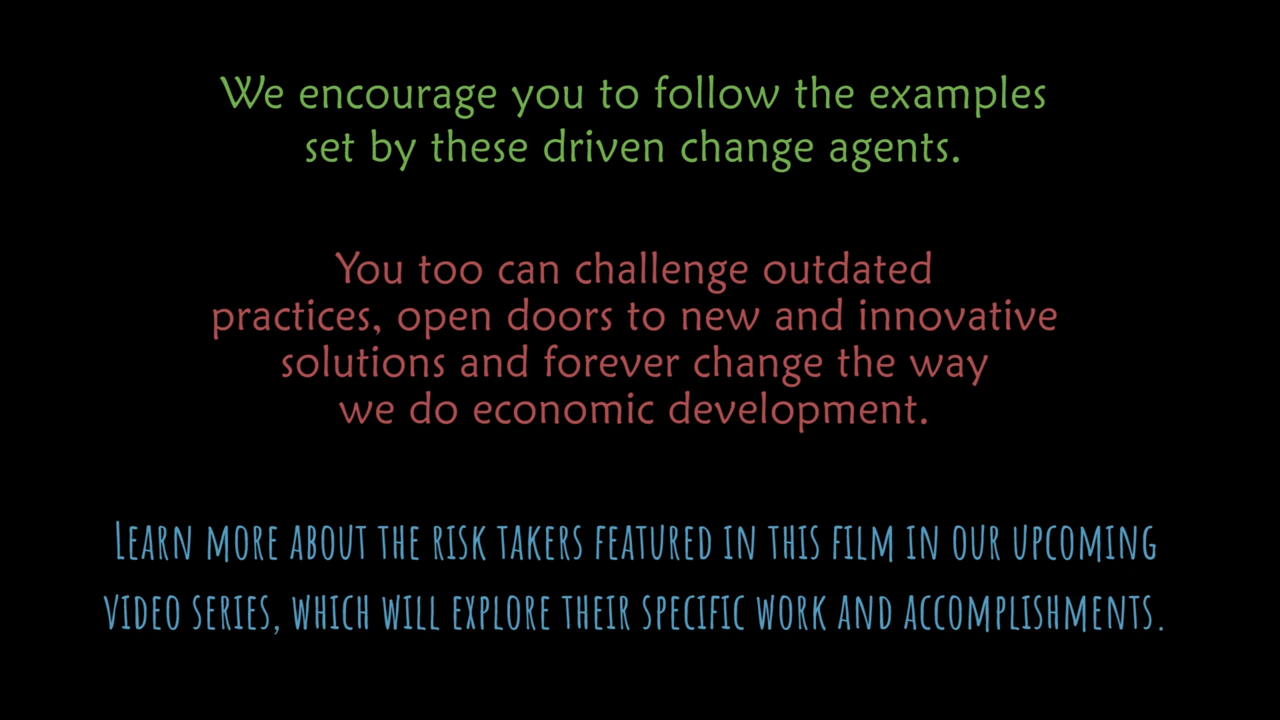 We encourage you to follow the examples
set by these driven change agents.
You too can challenge outdated
practices, open doors to new and innovative
solutions and forever change the way
we do economic development.
LEARN MORE ABOUT THE RISK TAKERS FEATURED IN THIS FILM IN OUR UPCOMING
VIDEO SERIES, WHICH WILL EXPLORE THEIR SPECIFIC WORK AND ACCOMPLISHMENTS.